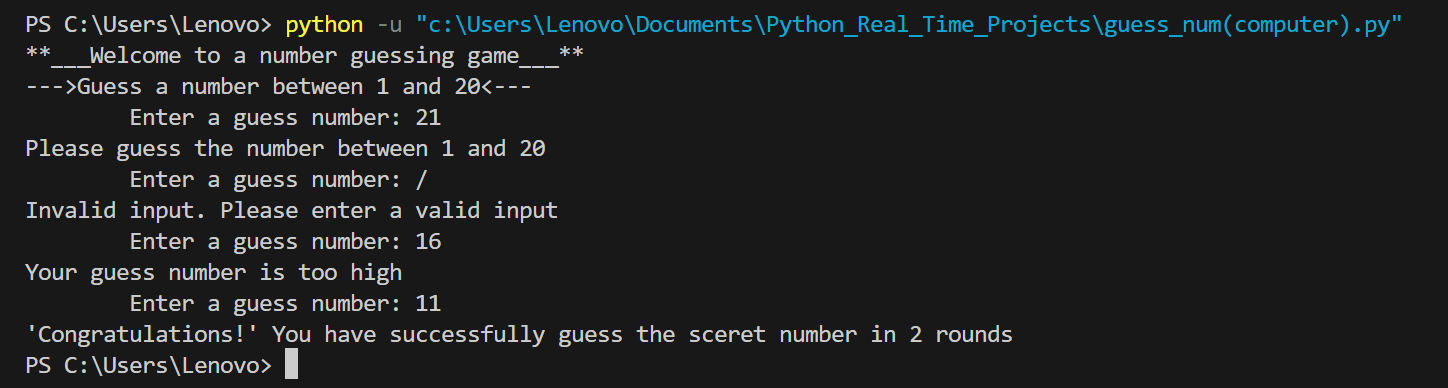 PS C:\Users\Lenovo> python -u "c:\Users\Lenovo\Documents\Python_Real_Time_Projects\guess_num(computer).py"
**___Welcome to a number guessing game___**
--->Guess a number between 1 and 20<---
        Enter a guess number: 21
Please guess the number between 1 and 20
        Enter a guess number: /
Invalid input. Please enter a valid input
        Enter a guess number: 16
Your guess number is too high
        Enter a guess number: 11
'Congratulations!' You have successfully guess the sceret number in 2 rounds
PS C:\Users\Lenovo>